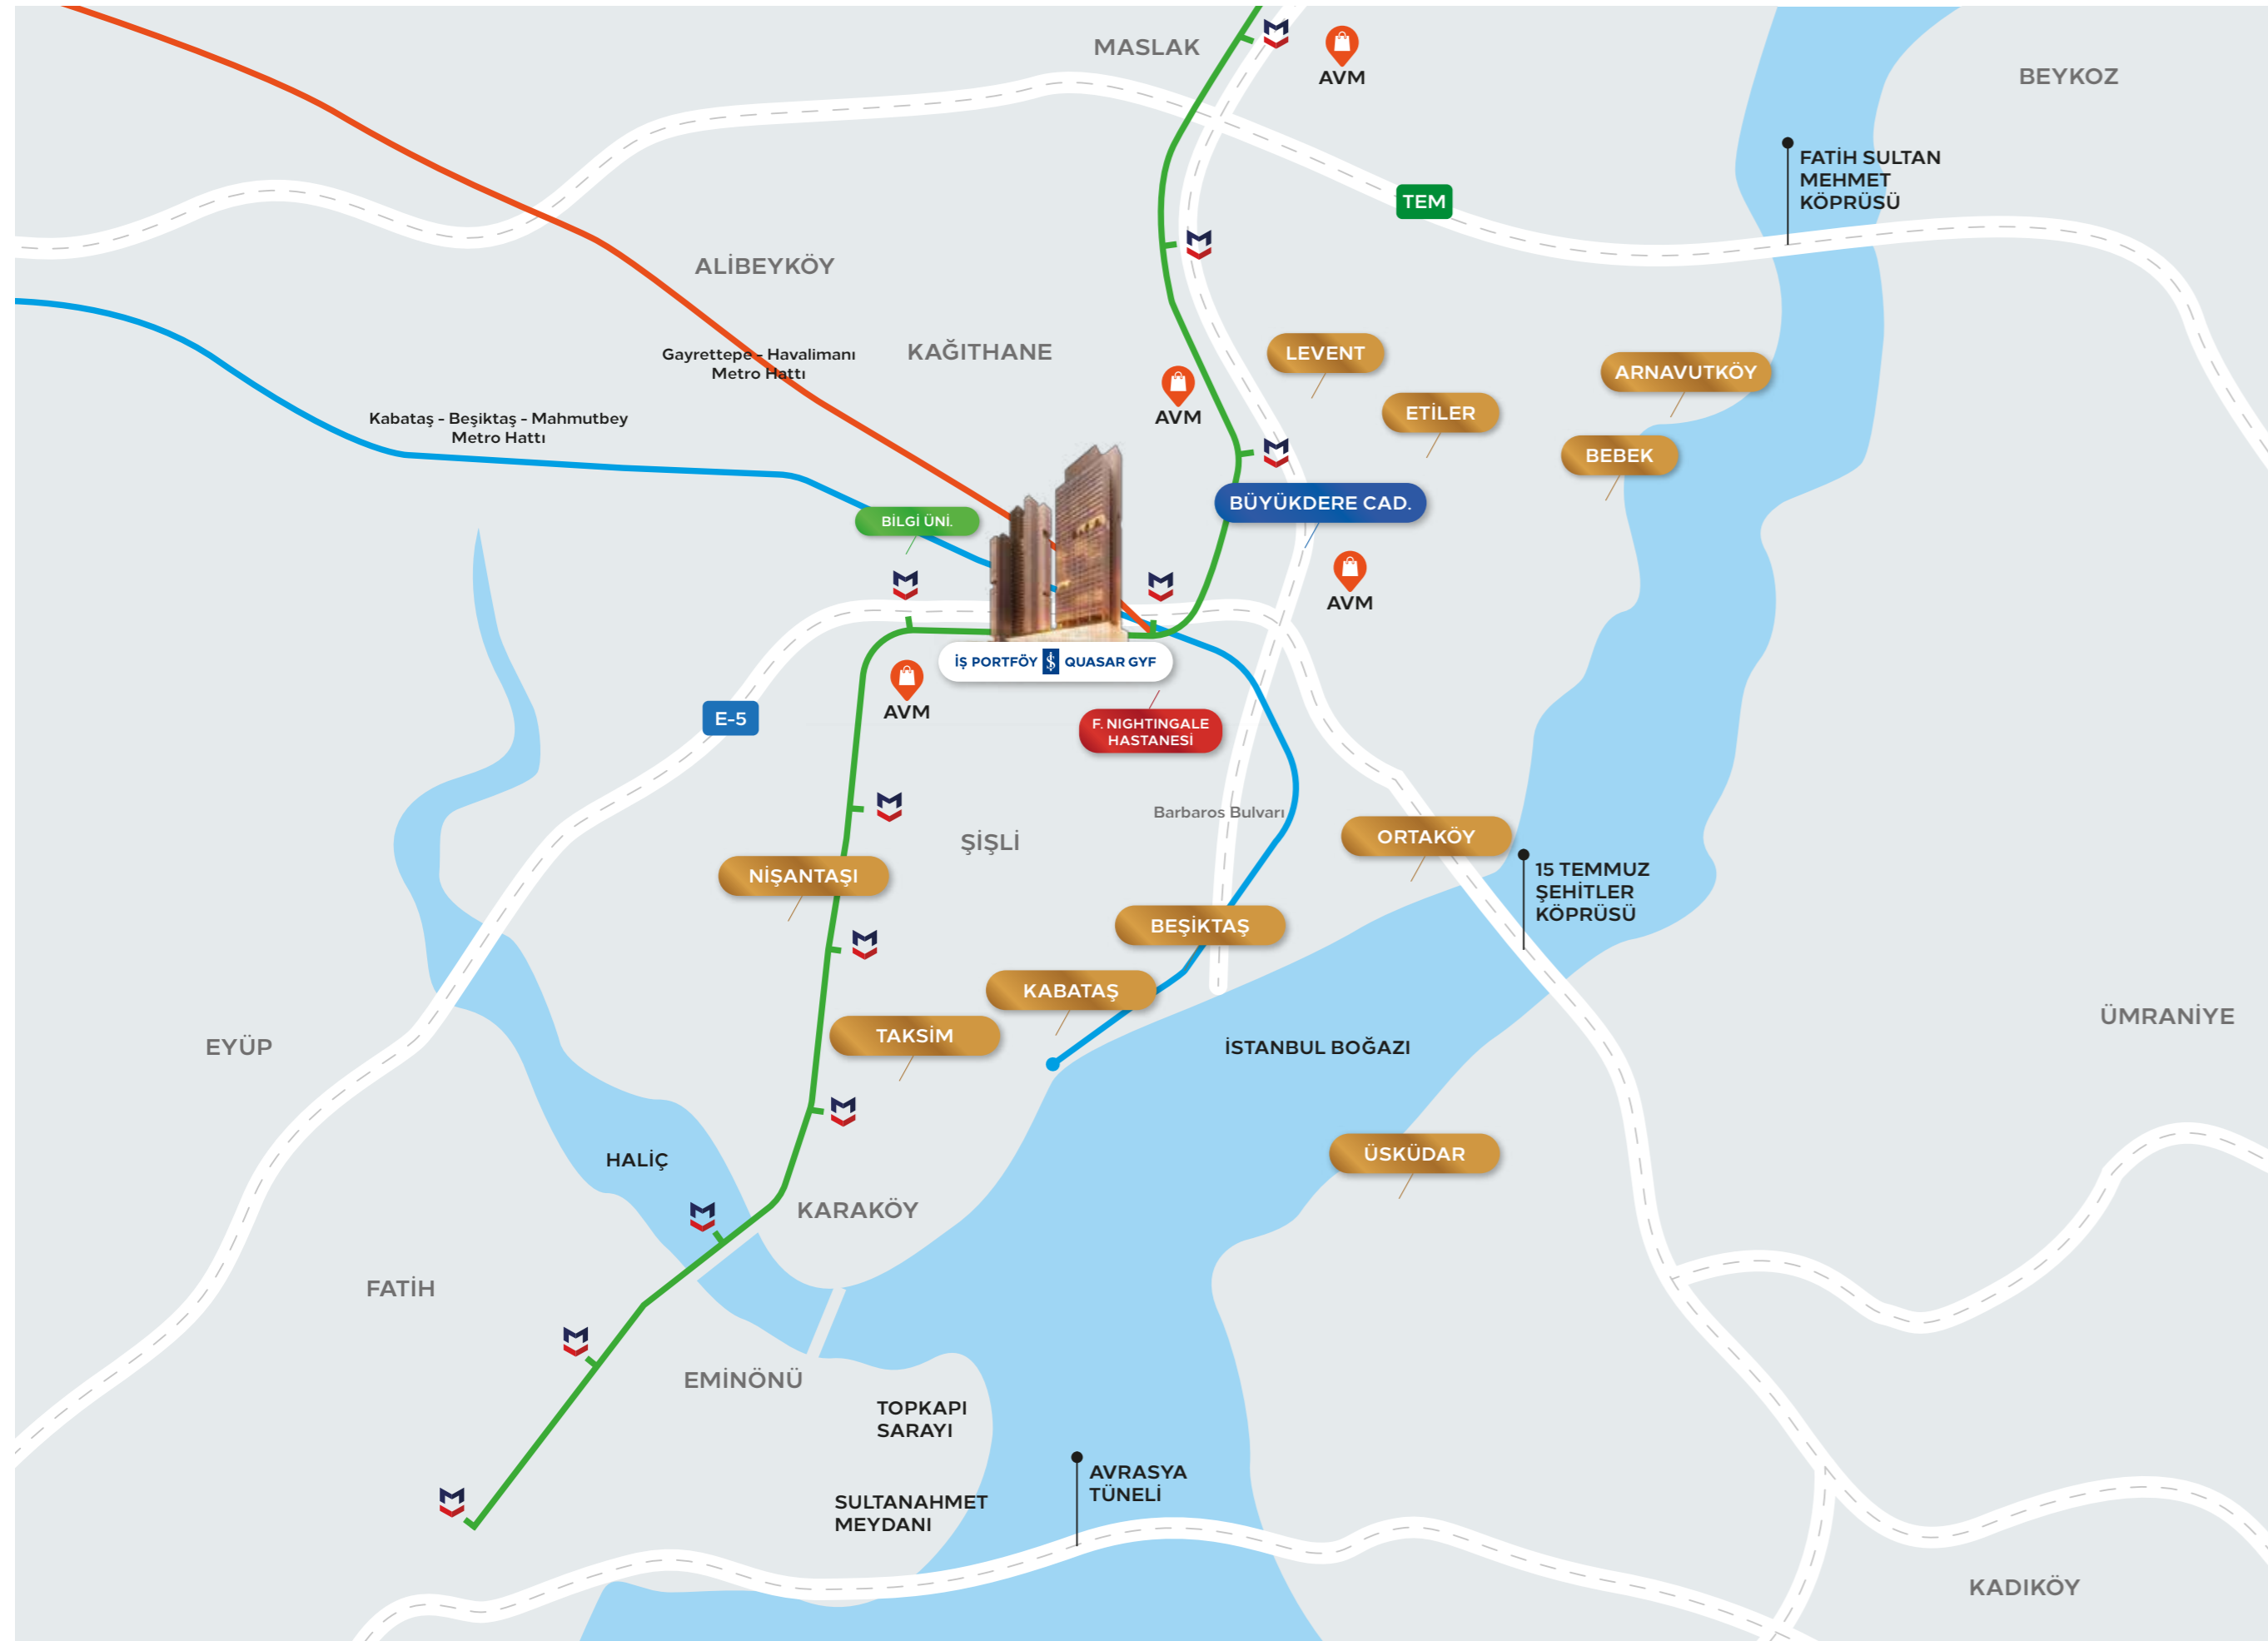 MASLAK
AVM
BEYKOZ
FATİH SULTAN
MEHMET
KÖPRÜSÜ
TEM
ALİBEYKÖY
Gayrettepe - Havalimanı
Metro Hattı
KAĞITHANE
LEVENT
ARNAVUTKÖY
ETİLER
AVM
Kabataş - Beşiktaş - Mahmutbey
Metro Hattı
BEBEK
BÜYÜKDERE CAD.
BİLGİ ÜNİ.
AVM
İŞ PORTFÖY QUASAR GYF
AVM
E-5
F. NIGHTINGALE
HASTANESİ
Barbaros Bulvarı
ORTAKÖY
ŞİŞLİ
NİŞANTAŞI
15 TEMMUZ
ŞEHİTLER
KÖPRÜSÜ
BEŞİKTAŞ
KABATAŞ
ÜMRANİYE
TAKSİM
EYÜP
İSTANBUL BOĞAZI
HALİÇ
ÜSKÜDAR
KARAKÖY
FATİH
EMİNÖNÜ
TOPKAPI
SARAYI
AVRASYA
TÜNELİ
SULTANAHMET
MEYDANI
KADIKÖY